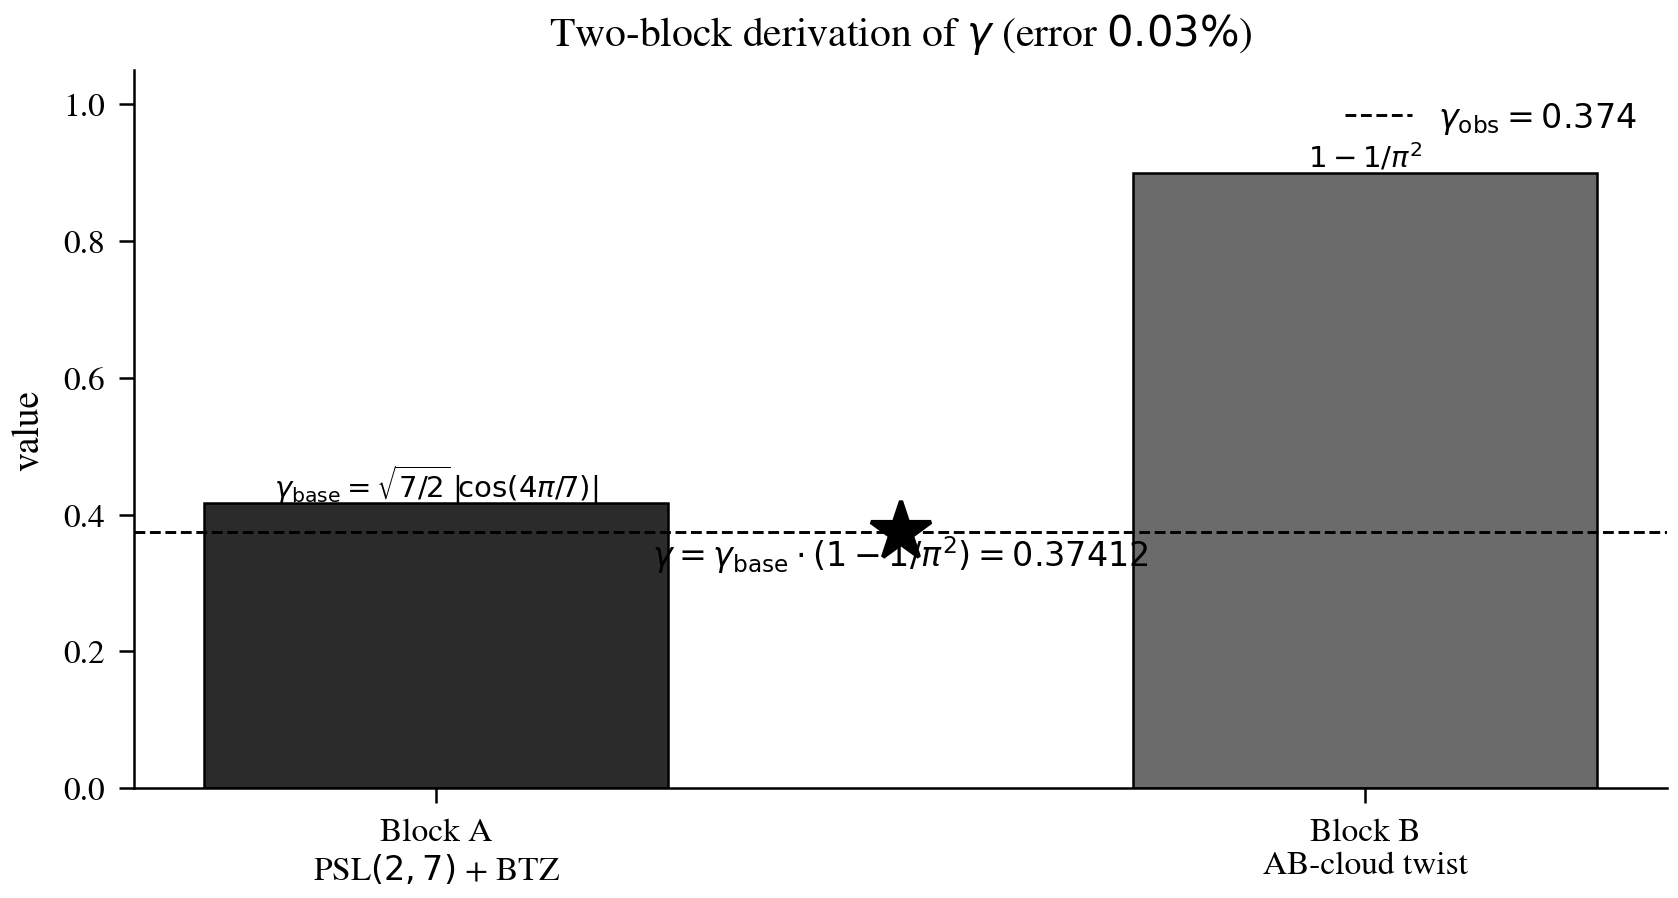 Two-block derivation of γ (error 0.03%)
value
1.0
0.8
0.6
0.4
0.2
0.0
γ_obs = 0.374
1 − 1/π²
γ_base = √7/2 |cos(4π/7)|
γ = γ_base · (1 − 1/π²) = 0.37412
Block A
PSL(2, 7) + BTZ
Block B
AB-cloud twist